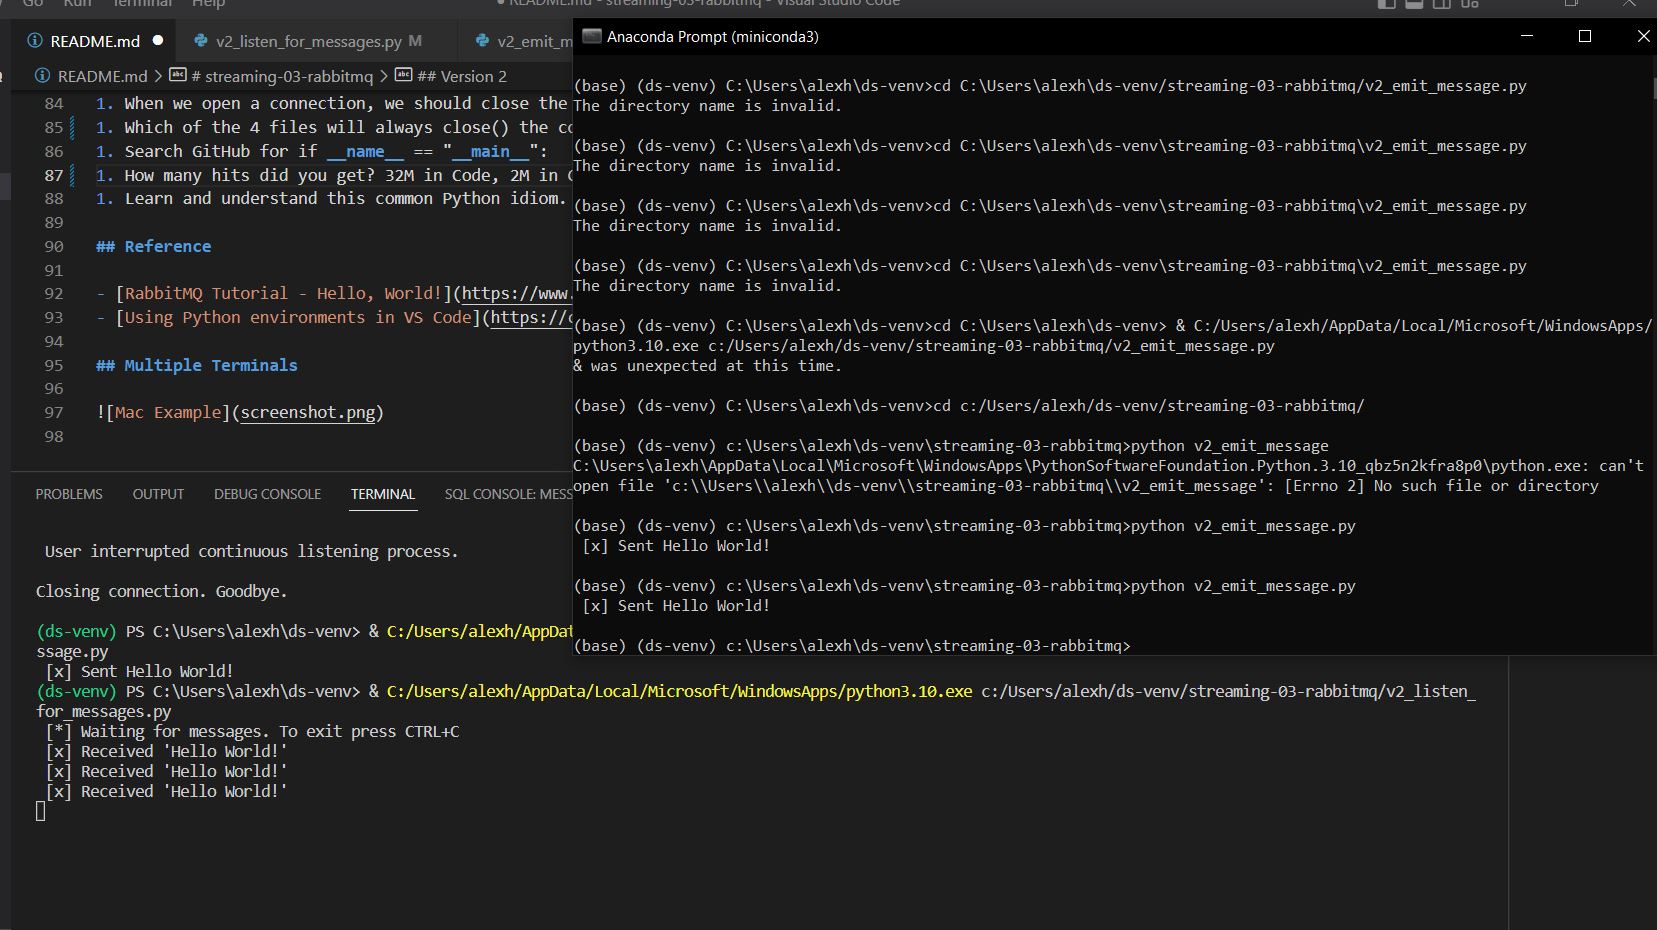 Go Run Terminal Help
README.md - streaming-03-rabbitmq - Visual Studio Code
README.md
v2_listen_for_messages.py M
v2_emit_m
README.md > # streaming-03-rabbitmq > ## Version 2
84 1. When we open a connection, we should close the
85 1. Which of the 4 files will always close() the co
86 1. Search GitHub for if __name__ == "__main__":
87 1. How many hits did you get? 32M in Code, 2M in C
88 1. Learn and understand this common Python idiom.
89
90 ## Reference
91
92 - [RabbitMQ Tutorial - Hello, World!](https://www.
93 - [Using Python environments in VS Code](https://c
94
95 ## Multiple Terminals
96
97 ![Mac Example](screenshot.png)
98
PROBLEMS OUTPUT DEBUG CONSOLE TERMINAL SQL CONSOLE: MESS
User interrupted continuous listening process.
Closing connection. Goodbye.
(ds-venv) PS C:\Users\alexh\ds-venv> & C:/Users/alexh/AppDat
ssage.py
[x] Sent Hello World!
(ds-venv) PS C:\Users\alexh\ds-venv> & C:/Users/alexh/AppData/Local/Microsoft/WindowsApps/python3.10.exe c:/Users/alexh/ds-venv/streaming-03-rabbitmq/v2_listen_
for_messages.py
[*] Waiting for messages. To exit press CTRL+C
[x] Received 'Hello World!'
[x] Received 'Hello World!'
[x] Received 'Hello World!'
Anaconda Prompt (miniconda3)
(base) (ds-venv) C:\Users\alexh\ds-venv>cd C:\Users\alexh\ds-venv/streaming-03-rabbitmq/v2_emit_message.py
The directory name is invalid.
(base) (ds-venv) C:\Users\alexh\ds-venv>cd C:\Users\alexh\ds-venv\streaming-03-rabbitmq\v2_emit_message.py
The directory name is invalid.
(base) (ds-venv) C:\Users\alexh\ds-venv>cd C:\Users\alexh\ds-venv\streaming-03-rabbitmq\v2_emit_message.py
The directory name is invalid.
(base) (ds-venv) C:\Users\alexh\ds-venv>cd C:\Users\alexh\ds-venv\streaming-03-rabbitmq\v2_emit_message.py
The directory name is invalid.
(base) (ds-venv) C:\Users\alexh\ds-venv>cd C:\Users\alexh\ds-venv> & C:/Users/alexh/AppData/Local/Microsoft/WindowsApps/
python3.10.exe c:/Users/alexh/ds-venv/streaming-03-rabbitmq/v2_emit_message.py
& was unexpected at this time.
(base) (ds-venv) C:\Users\alexh\ds-venv>cd c:/Users/alexh/ds-venv/streaming-03-rabbitmq/
(base) (ds-venv) c:\Users\alexh\ds-venv\streaming-03-rabbitmq>python v2_emit_message
C:\Users\alexh\AppData\Local\Microsoft\WindowsApps\PythonSoftwareFoundation.Python.3.10_qbz5n2kfra8p0\python.exe: can't
open file 'c:\\Users\\alexh\\ds-venv\\streaming-03-rabbitmq\\v2_emit_message': [Errno 2] No such file or directory
(base) (ds-venv) c:\Users\alexh\ds-venv\streaming-03-rabbitmq>python v2_emit_message.py
[x] Sent Hello World!
(base) (ds-venv) c:\Users\alexh\ds-venv\streaming-03-rabbitmq>python v2_emit_message.py
[x] Sent Hello World!
(base) (ds-venv) c:\Users\alexh\ds-venv\streaming-03-rabbitmq>